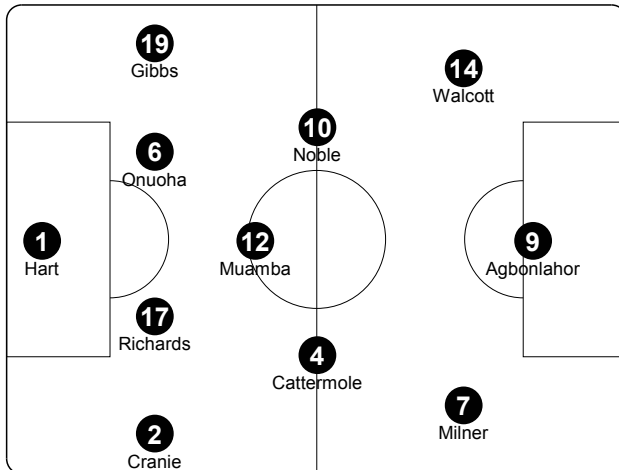 19
Gibbs
14
Walcott
10
Noble
6
Onuoha
1
Hart
12
Muamba
9
Agbonlahor
17
Richards
4
Cattermole
7
Milner
2
Cranie